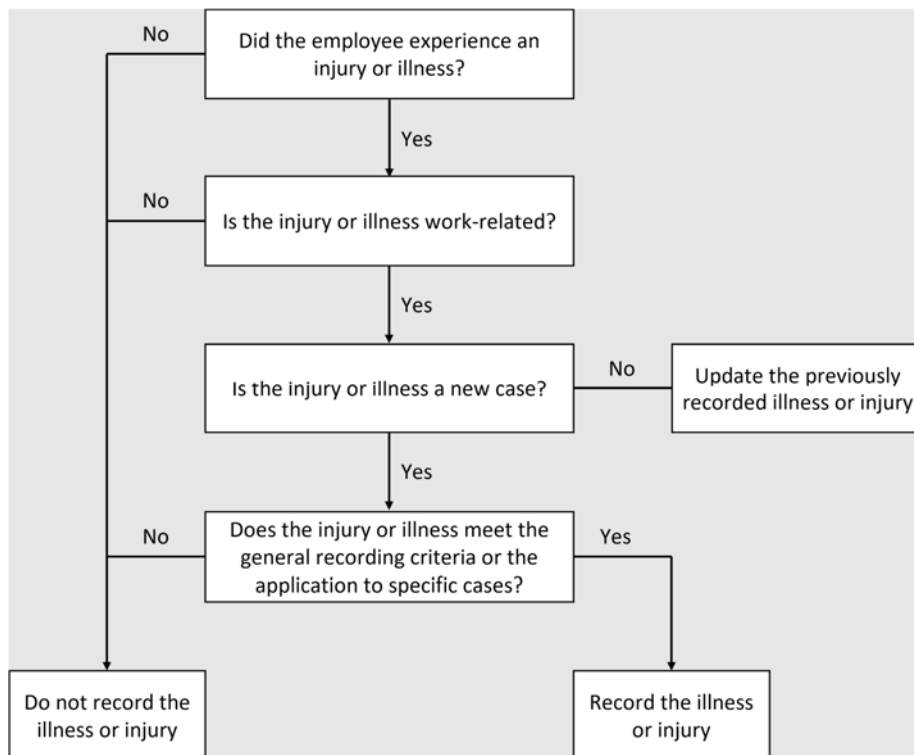 No
Did the employee experience an
injury or illness?
Yes
No
Is the injury or illness work-related?
Yes
Is the injury or illness a new case?
No
Update the previously
recorded illness or injury
Yes
No
Does the injury or illness meet the
general recording criteria or the
application to specific cases?
Yes
Do not record the
illness or injury
Record the illness
or injury